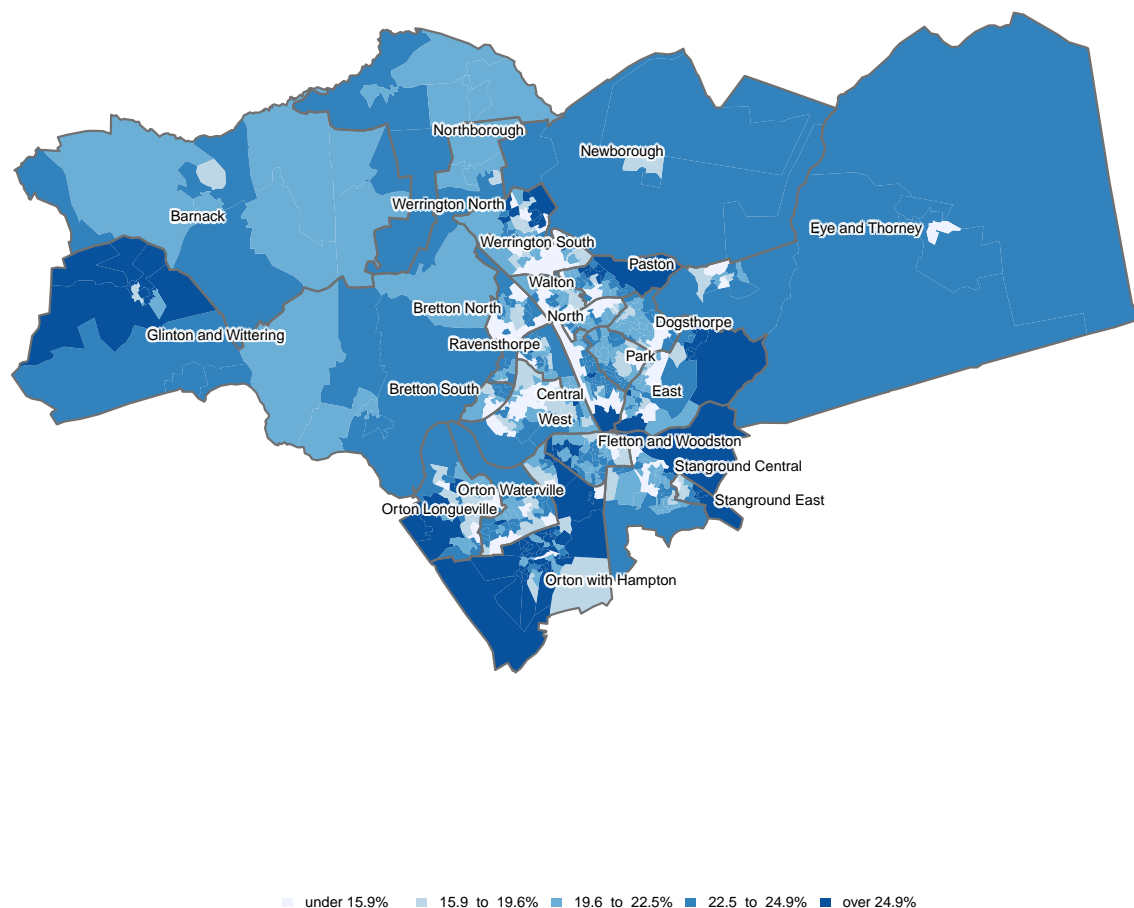 Northborough
Newborough
Werrington North
Barnack
Eye and Thorney
Werrington South
Paston
Walton
Bretton North
North
Dogsthorpe
Glinton and Wittering
Ravensthorpe
Park
Bretton South
East
Central
West
Fletton and Woodston
Stanground Central
Orton Waterville
Stanground East
Orton Longueville
Orton with Hampton
under 15.9% 15.9 to 19.6% 19.6 to 22.5% 22.5 to 24.9% over 24.9%